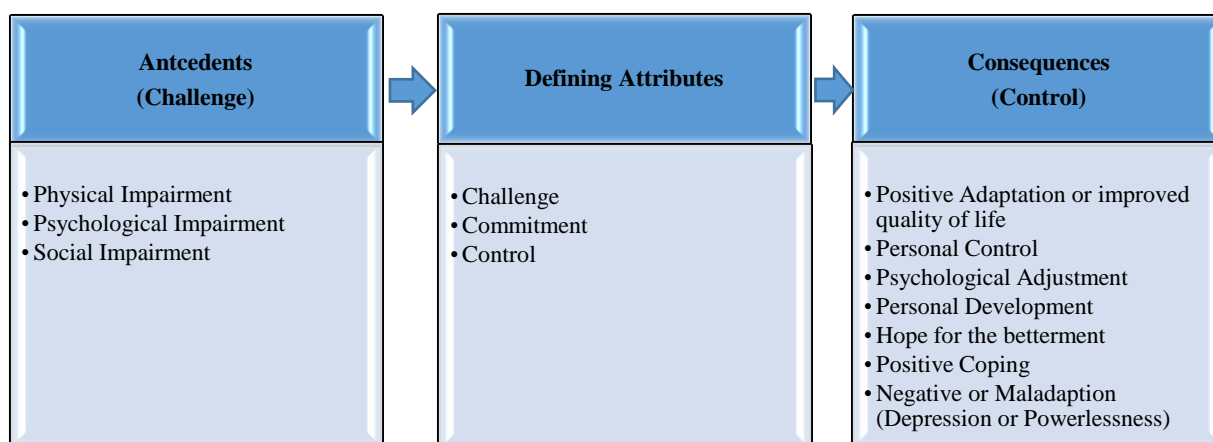 Antcedents
(Challenge)
• Physical Impairment
• Psychological Impairment
• Social Impairment
Defining Attributes
• Challenge
• Commitment
• Control
Consequences
(Control)
• Positive Adaptation or improved
quality of life
• Personal Control
• Psychological Adjustment
• Personal Development
• Hope for the betterment
• Positive Coping
• Negative or Maladaption
(Depression or Powerlessness)